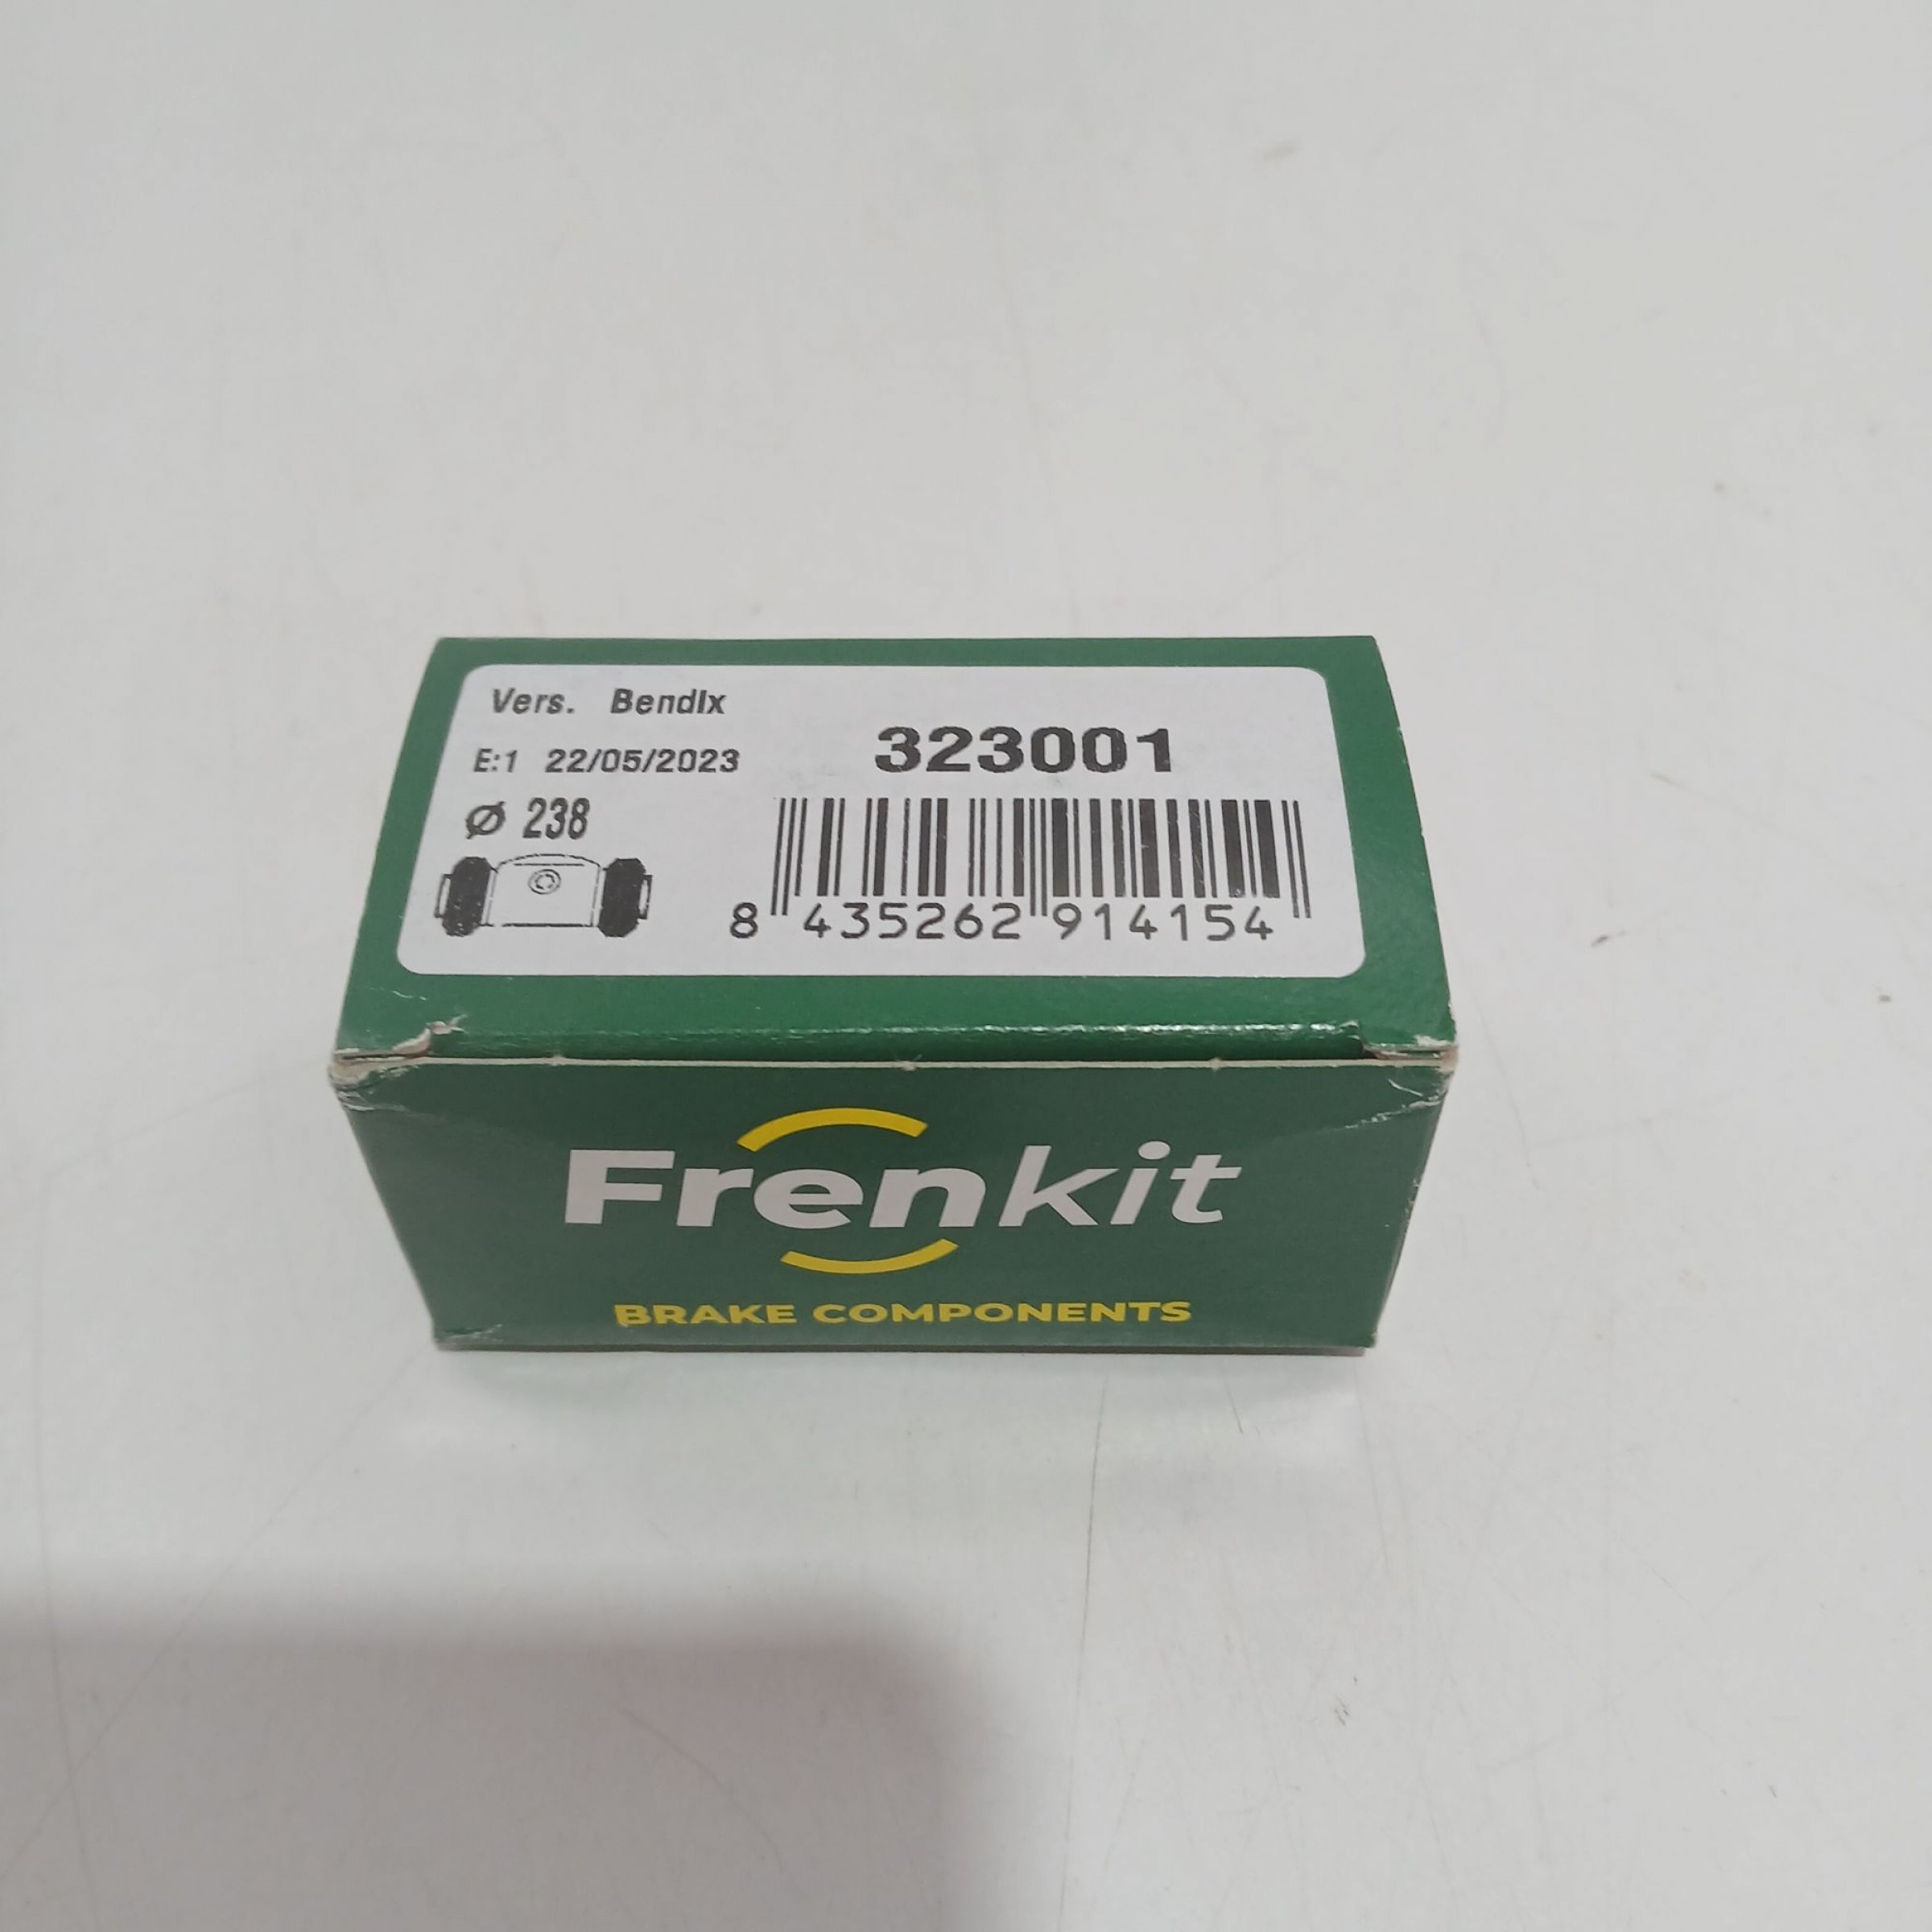 Vers. Bendix
E:1 22/05/2023
323001
Ø 238
8 435262 914154
Frenkit
BRAKE COMPONENTS